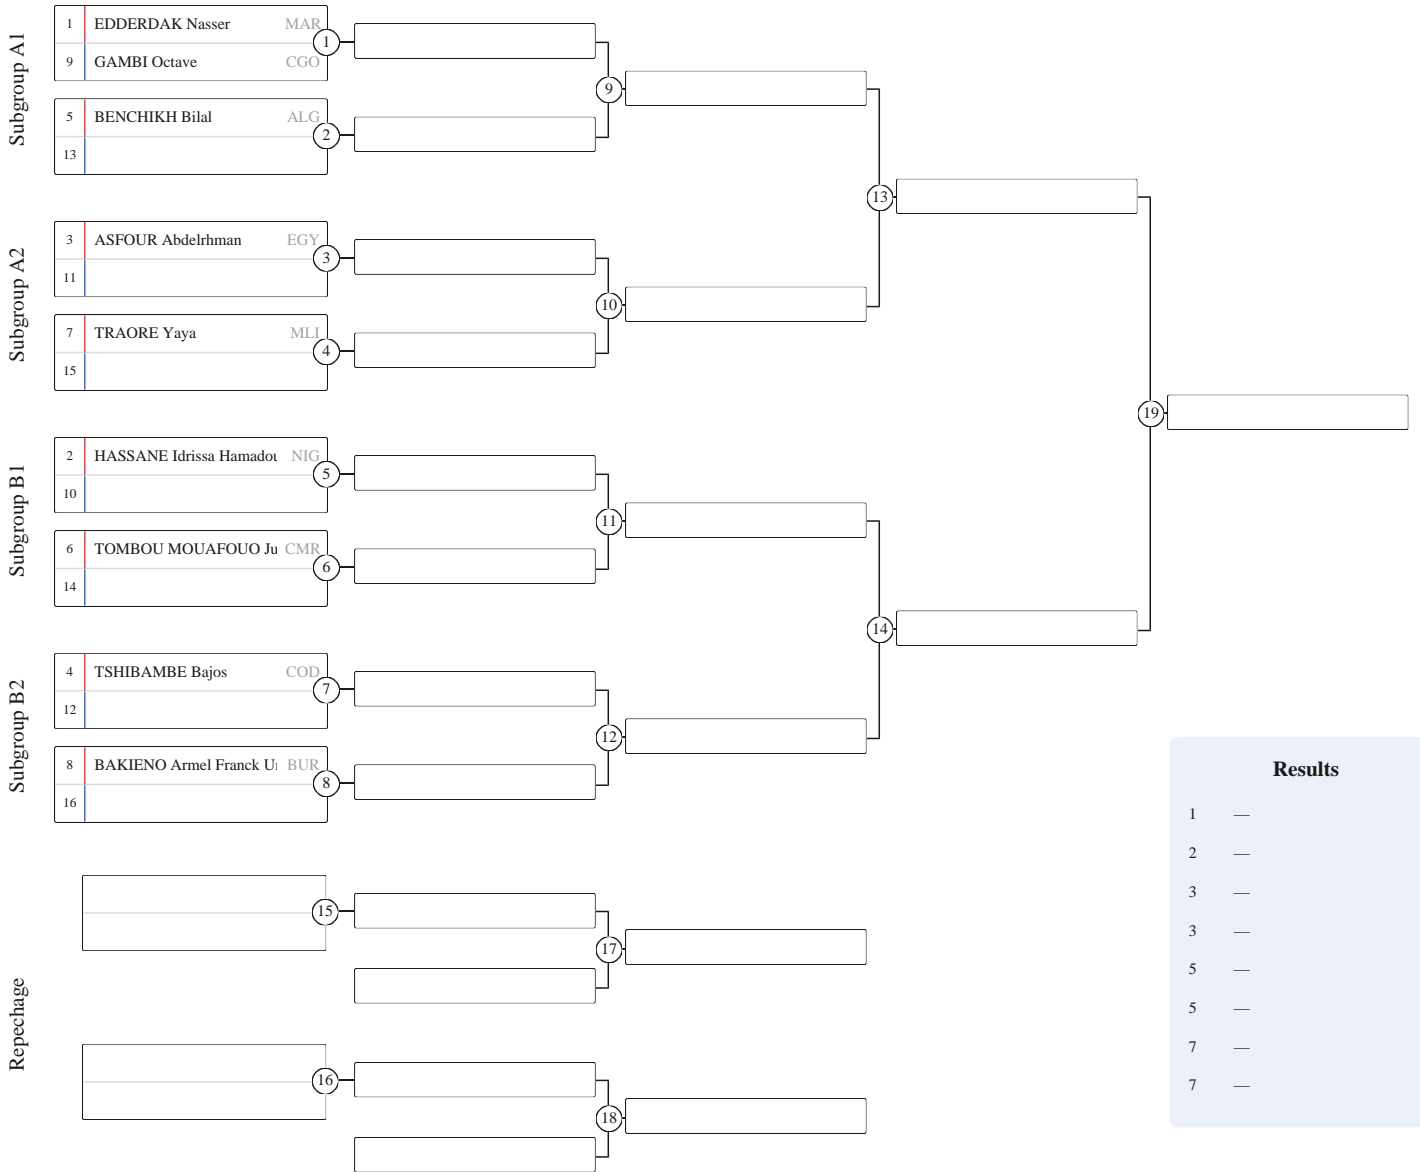 Subgroup A1
1 EDDERDAK Nasser MAR
9 GAMBI Octave CGO
1
5 BENCHIKH Bilal ALG
13
2
9
Subgroup A2
3 ASFOUR Abdelrhman EGY
11
3
7 TRAORE Yaya MLI
15
4
10
13
Subgroup B1
2 HASSANE Idrissa Hamadou NIG
10
5
6 TOMBOU MOUAFOUO Ju CMR
14
6
11
Subgroup B2
4 TSHIBAMBE Bajos COD
12
7
8 BAKIENO Armel Franck U BUR
16
8
12
14
19
Repechage
15
17
16
18
Results
1 —
2 —
3 —
3 —
5 —
5 —
7 —
7 —